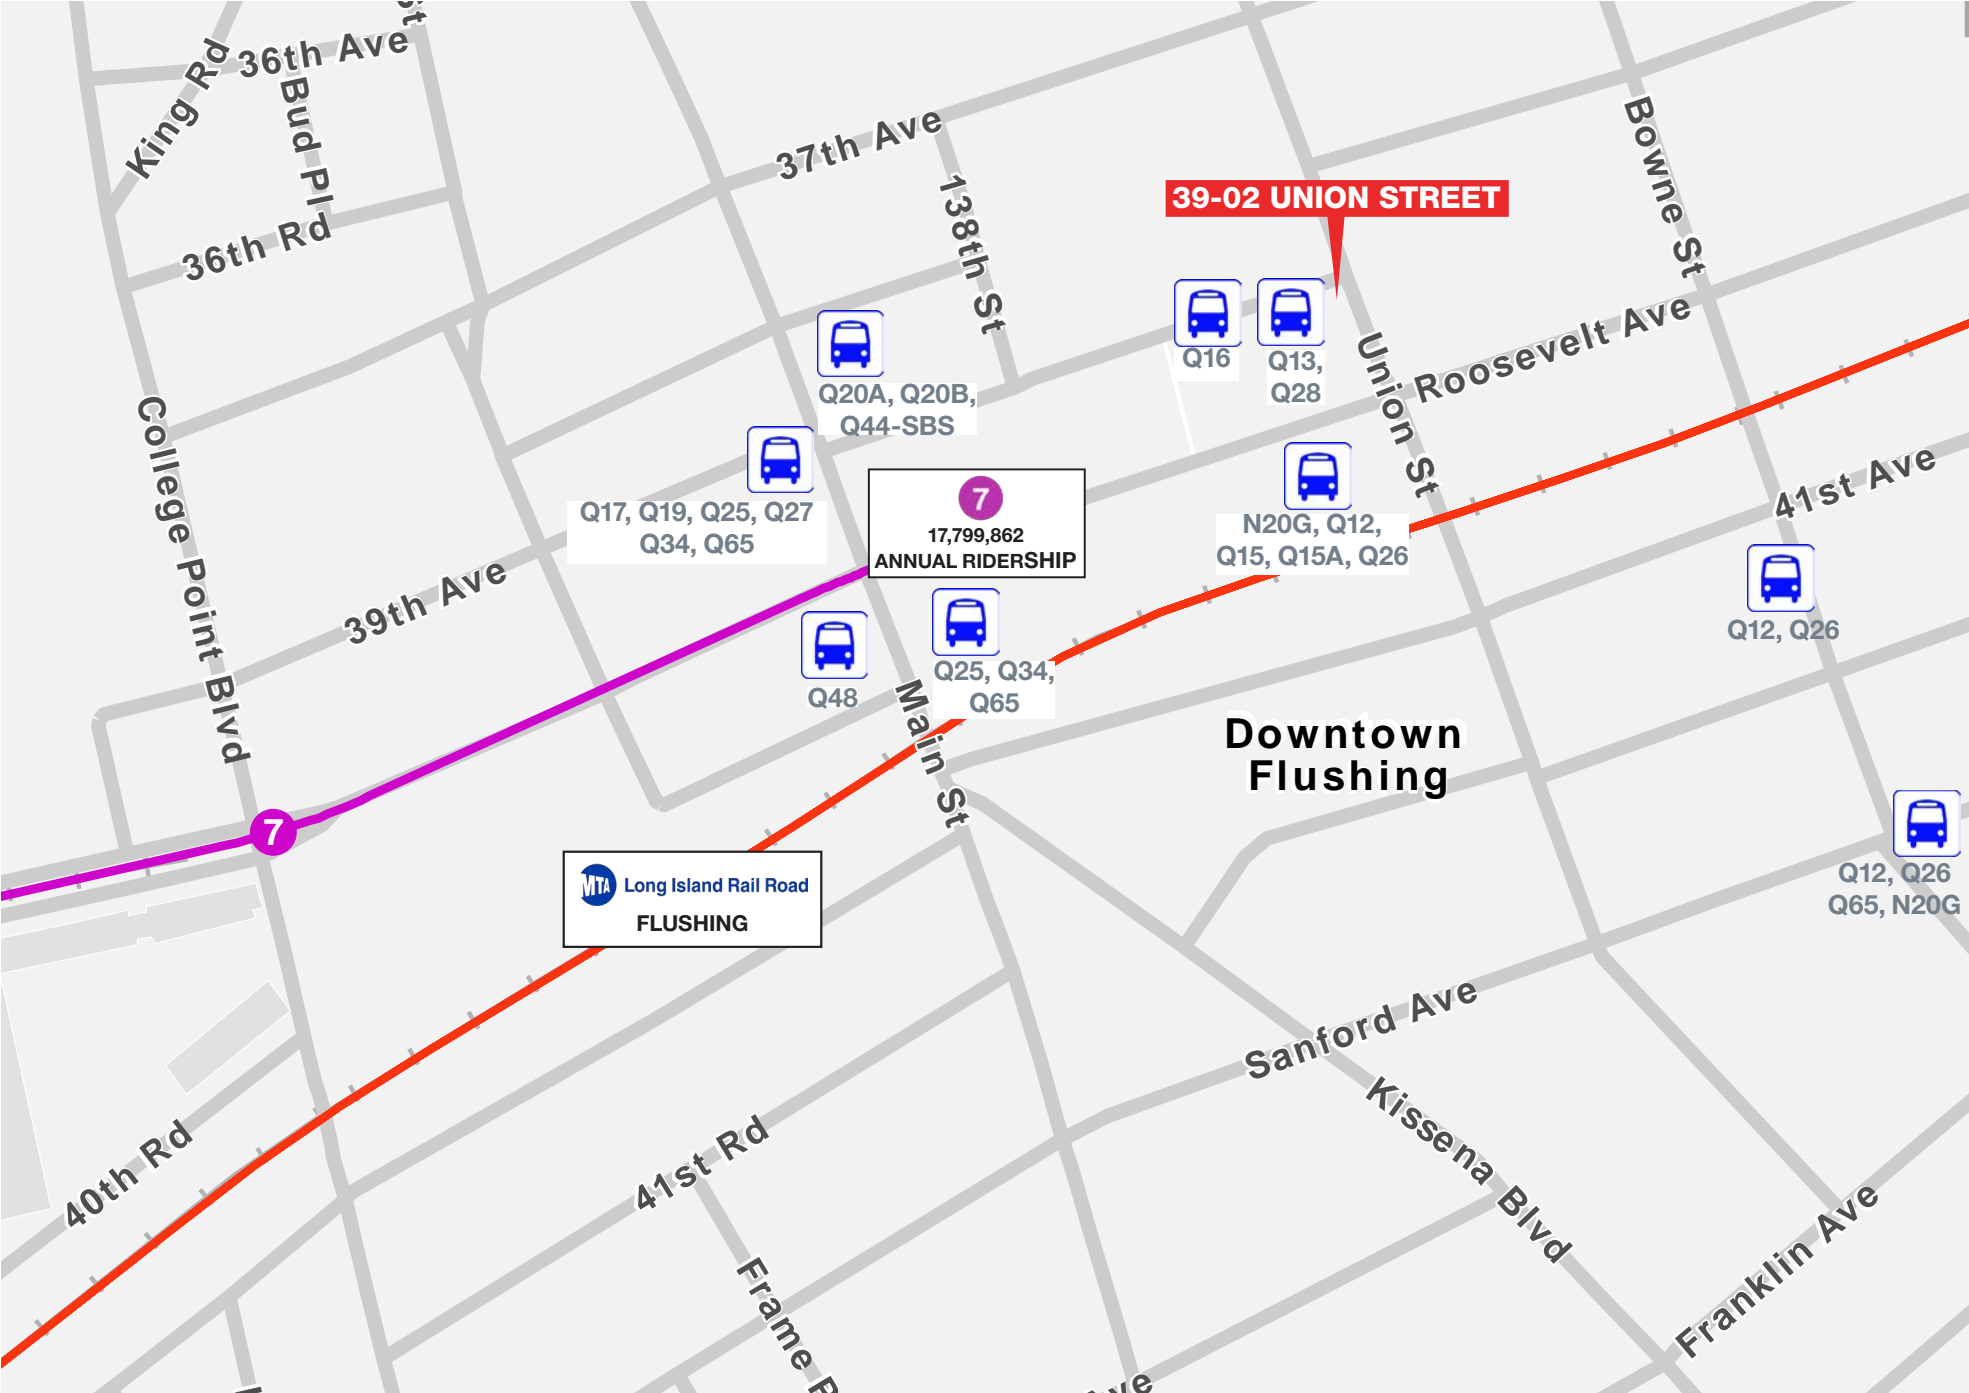 36th Ave
King Rd
Bud Pl
36th Rd
37th Ave
138th St
Bowne St
39-02 UNION STREET
Q16
Q13,
Q28
Union St
Roosevelt Ave
Q20A, Q20B,
Q44-SBS
College Point Blvd
Q17, Q19, Q25, Q27
Q34, Q65
7
17,799,862
ANNUAL RIDERSHIP
N20G, Q12,
Q15, Q15A, Q26
41st Ave
39th Ave
Q12, Q26
Q48
Q25, Q34,
Q65
Main St
Downtown
Flushing
7
MTA Long Island Rail Road
FLUSHING
Q12, Q26
Q65, N20G
Sanford Ave
Kissena Blvd
40th Rd
41st Rd
Frame
Franklin Ave